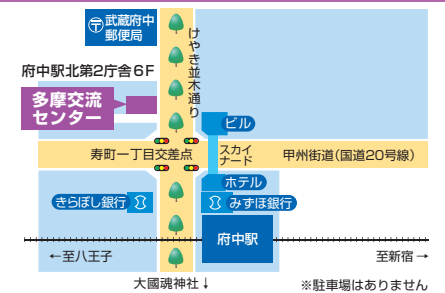 〒武蔵府中
郵便局
けやき並木通り
府中駅北第2庁舎6F
多摩交流
センター
ビル
スカイ
ナード
寿町一丁目交差点
甲州街道(国道20号線)
ホテル
きらぼし銀行
みずほ銀行
府中駅
←至八王子
至新宿→
大國魂神社↓
※駐車場はありません